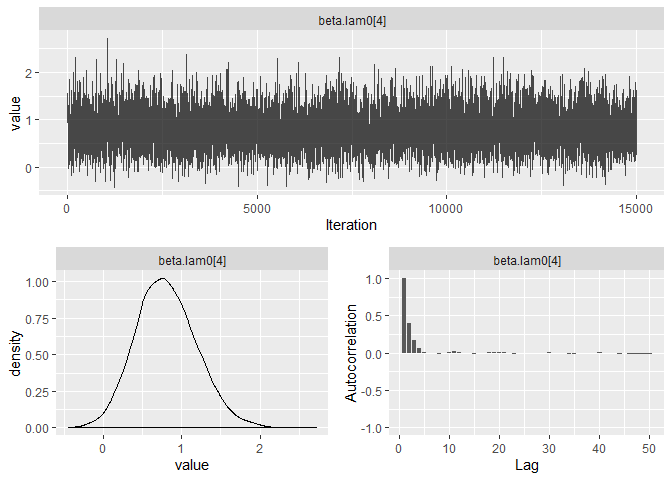 beta.lam0[4]
value
2
1
0
0 5000 10000 15000
Iteration
beta.lam0[4]
density
1.00
0.75
0.50
0.25
0.00
0 1 2
value
beta.lam0[4]
Autocorrelation
1.0
0.5
0.0
-0.5
-1.0
0 10 20 30 40 50
Lag